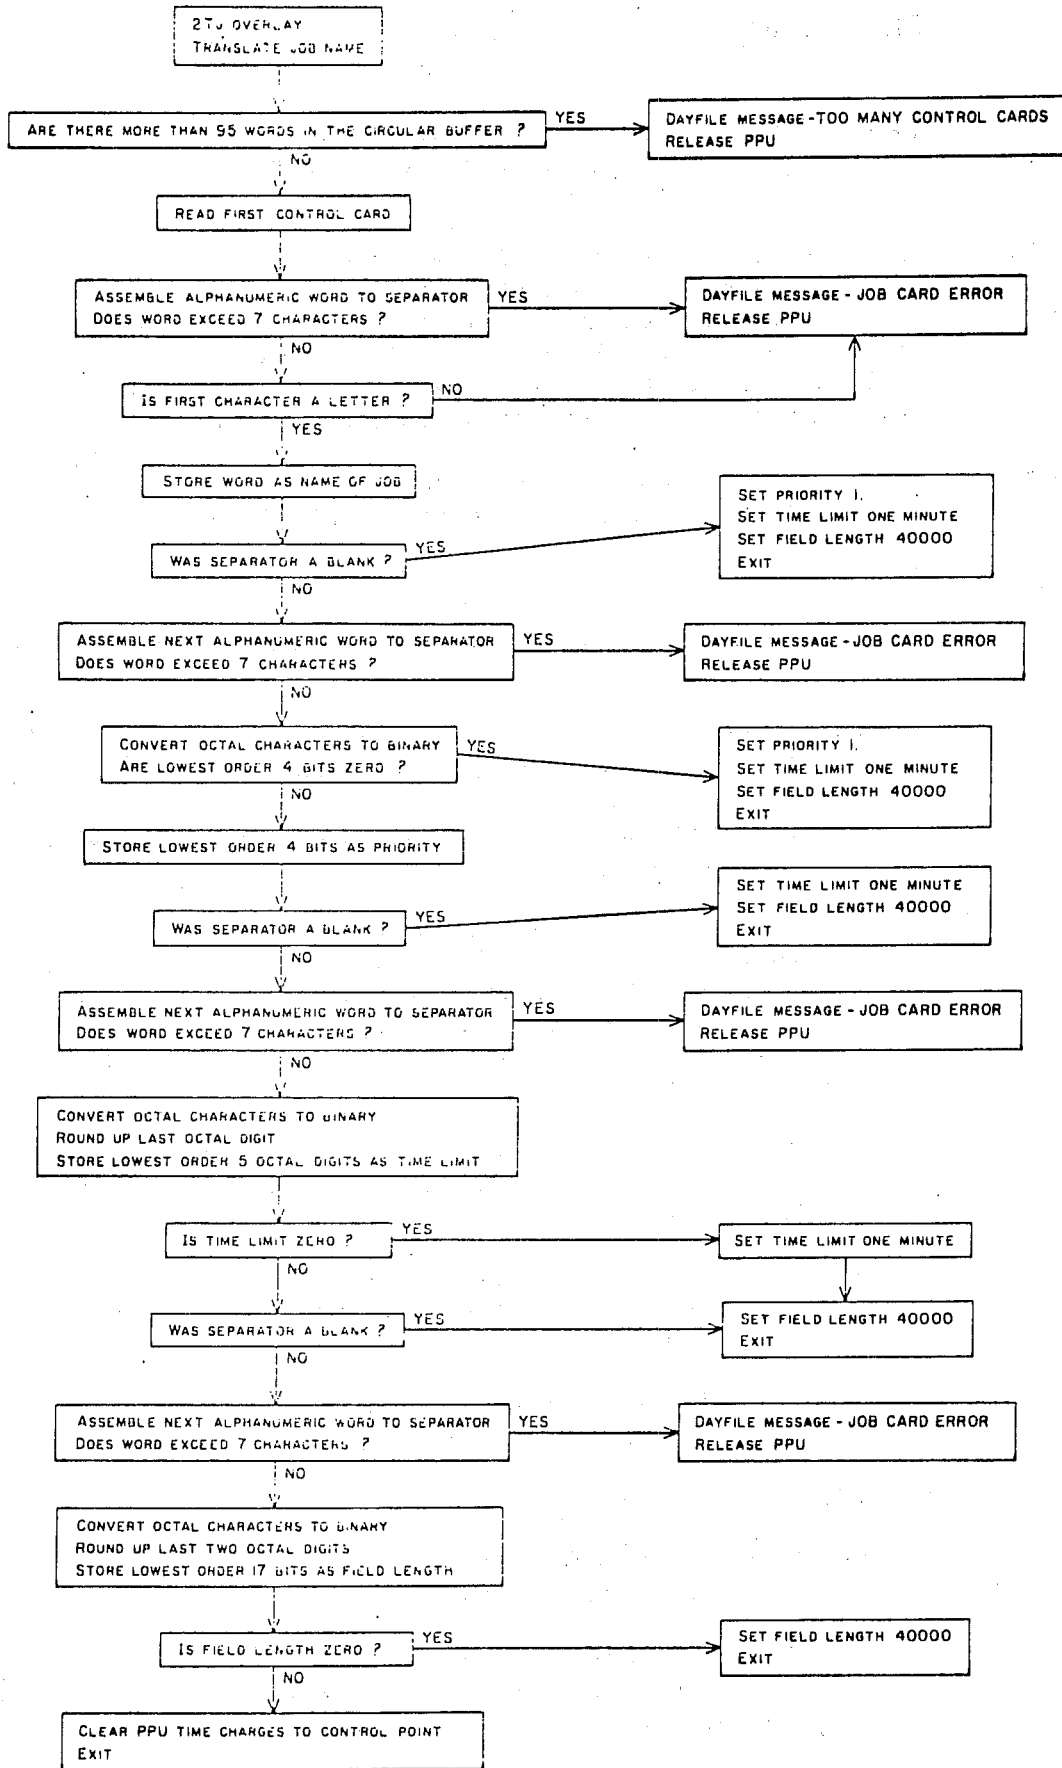 2TJ OVERLAY
TRANSLATE JOB NAME
ARE THERE MORE THAN 95 WORDS IN THE CIRCULAR BUFFER ?
YES
DAYFILE MESSAGE - TOO MANY CONTROL CARDS
RELEASE PPU
NO
READ FIRST CONTROL CARD
ASSEMBLE ALPHANUMERIC WORD TO SEPARATOR
DOES WORD EXCEED 7 CHARACTERS ?
YES
DAYFILE MESSAGE - JOB CARD ERROR
RELEASE PPU
NO
IS FIRST CHARACTER A LETTER ?
NO
YES
STORE WORD AS NAME OF JOB
WAS SEPARATOR A BLANK ?
YES
SET PRIORITY 1.
SET TIME LIMIT ONE MINUTE
SET FIELD LENGTH 40000
EXIT
NO
ASSEMBLE NEXT ALPHANUMERIC WORD TO SEPARATOR
DOES WORD EXCEED 7 CHARACTERS ?
YES
DAYFILE MESSAGE - JOB CARD ERROR
RELEASE PPU
NO
CONVERT OCTAL CHARACTERS TO BINARY
ARE LOWEST ORDER 4 BITS ZERO ?
YES
SET PRIORITY 1.
SET TIME LIMIT ONE MINUTE
SET FIELD LENGTH 40000
EXIT
NO
STORE LOWEST ORDER 4 BITS AS PRIORITY
WAS SEPARATOR A BLANK ?
YES
SET TIME LIMIT ONE MINUTE
SET FIELD LENGTH 40000
EXIT
NO
ASSEMBLE NEXT ALPHANUMERIC WORD TO SEPARATOR
DOES WORD EXCEED 7 CHARACTERS ?
YES
DAYFILE MESSAGE - JOB CARD ERROR
RELEASE PPU
NO
CONVERT OCTAL CHARACTERS TO BINARY
ROUND UP LAST OCTAL DIGIT
STORE LOWEST ORDER 5 OCTAL DIGITS AS TIME LIMIT
IS TIME LIMIT ZERO ?
YES
SET TIME LIMIT ONE MINUTE
NO
WAS SEPARATOR A BLANK ?
YES
SET FIELD LENGTH 40000
EXIT
NO
ASSEMBLE NEXT ALPHANUMERIC WORD TO SEPARATOR
DOES WORD EXCEED 7 CHARACTERS ?
YES
DAYFILE MESSAGE - JOB CARD ERROR
RELEASE PPU
NO
CONVERT OCTAL CHARACTERS TO BINARY
ROUND UP LAST TWO OCTAL DIGITS
STORE LOWEST ORDER 17 BITS AS FIELD LENGTH
IS FIELD LENGTH ZERO ?
YES
SET FIELD LENGTH 40000
EXIT
NO
CLEAR PPU TIME CHARGES TO CONTROL POINT
EXIT